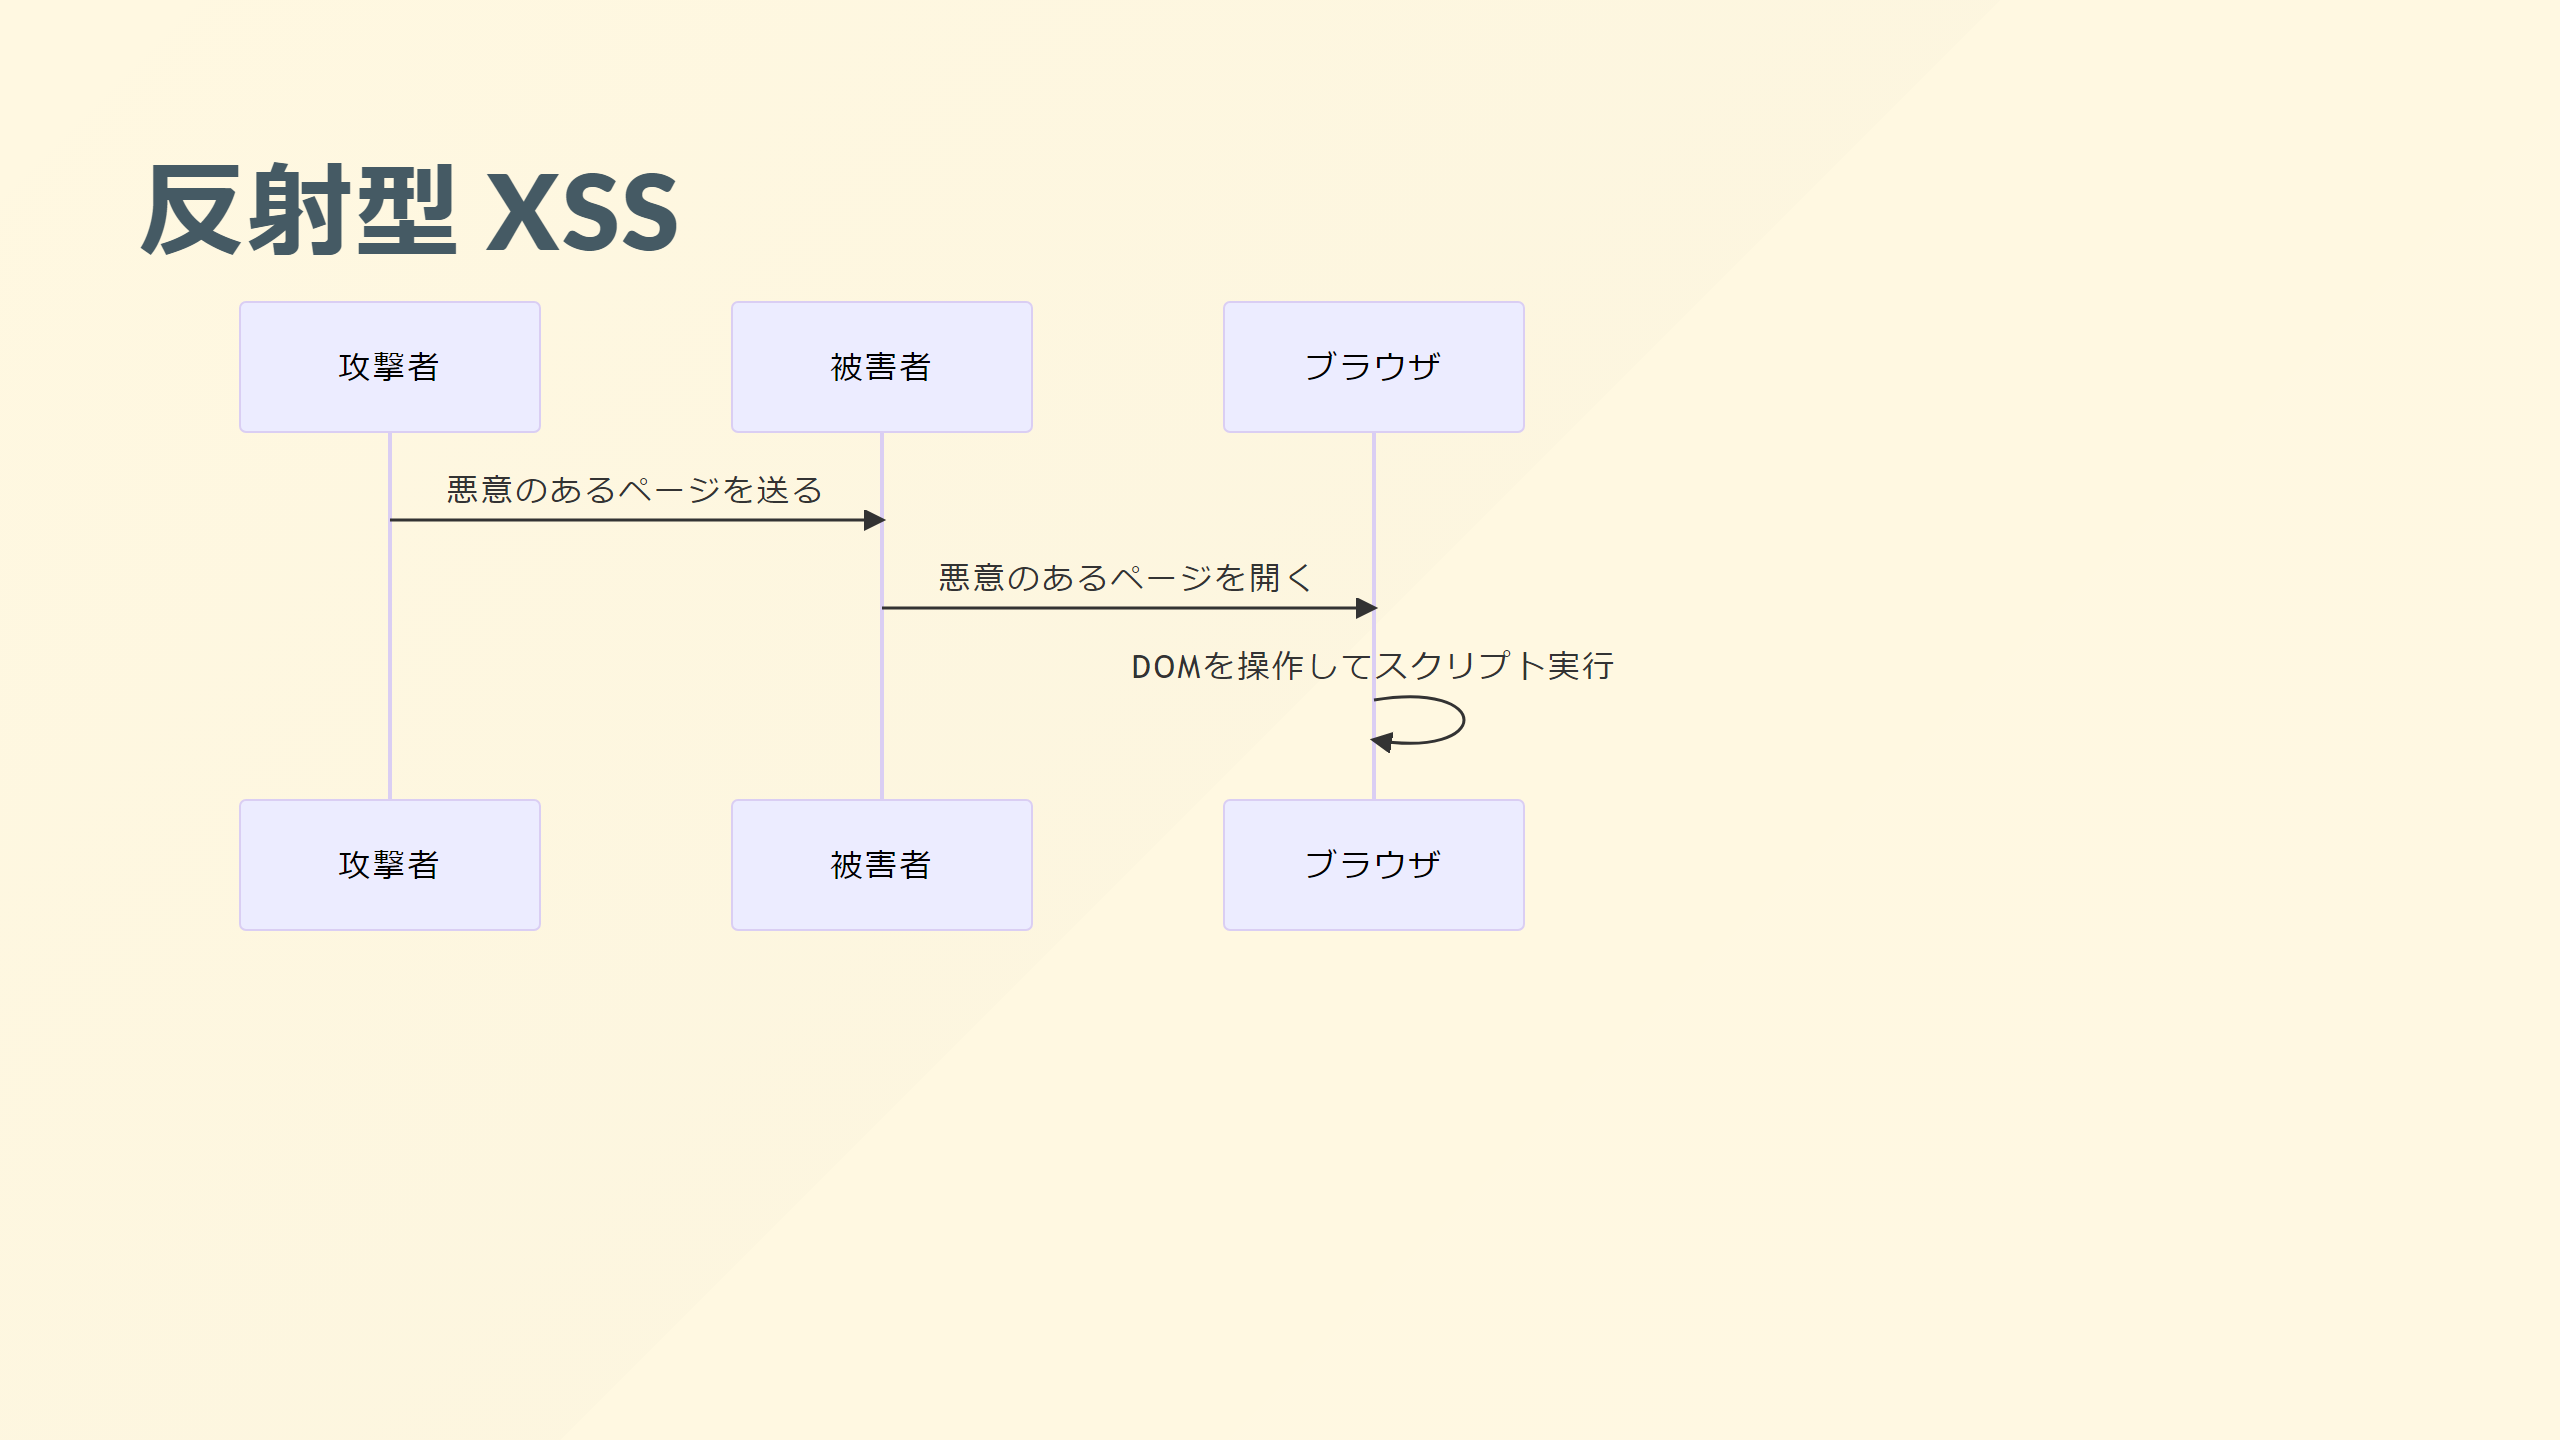 反射型 XSS
攻撃者
被害者
ブラウザ
悪意のあるページを送る
悪意のあるページを開く
DOMを操作してスクリプト実行
攻撃者
被害者
ブラウザ